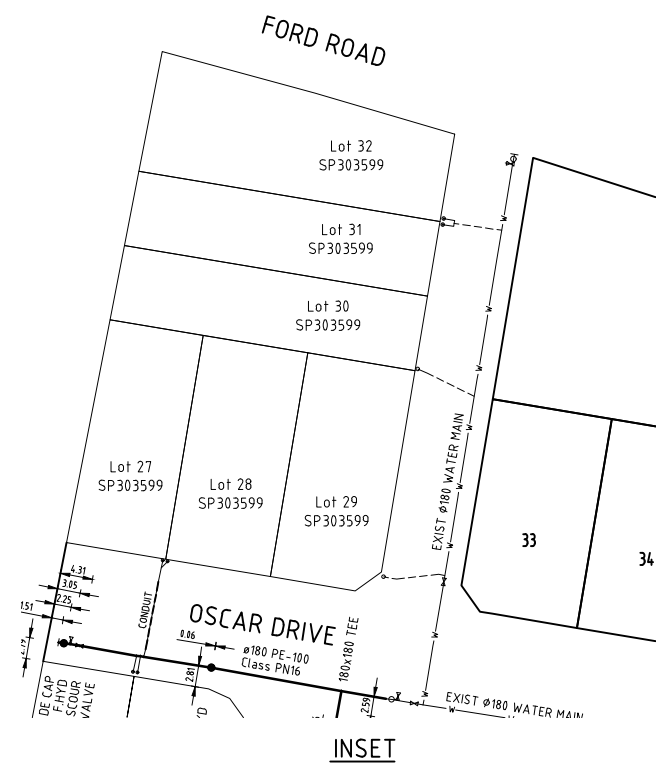 FORD ROAD
Lot 32
SP303599
Lot 31
SP303599
Lot 30
SP303599
Lot 27
SP303599
Lot 28
SP303599
Lot 29
SP303599
33
34
EXIST ø180 WATER MAIN
W
W
W
W
W
W
W
W
4.31
3.05
2.25
1.51
CONDUIT
OSCAR DRIVE
0.06
ø180 PE-100
Class PN16
2.81
180x180 TEE
2.59
EXIST ø180 WATER MAIN
W
W
DE CAP
F.HYD
SCOUR
VALVE
YD
INSET